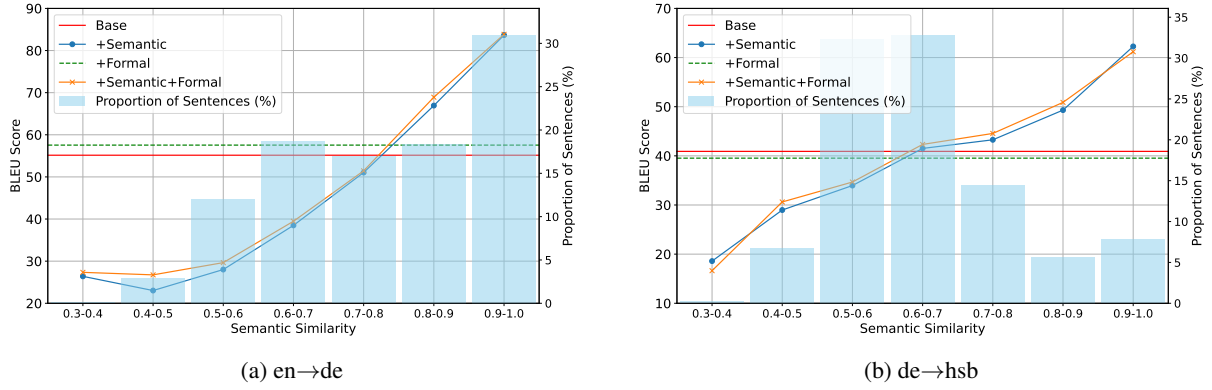 90
80
70
60
50
40
30
20
BLEU Score
Base
+Semantic
+Formal
+Semantic+Formal
Proportion of Sentences (%)
30
25
20
15
10
5
0
Proportion of Sentences (%)
0.3-0.4 0.4-0.5 0.5-0.6 0.6-0.7 0.7-0.8 0.8-0.9 0.9-1.0
Semantic Similarity
(a) en→de
70
60
50
40
30
20
10
BLEU Score
Base
+Semantic
+Formal
+Semantic+Formal
Proportion of Sentences (%)
35
30
25
20
15
10
5
0
Proportion of Sentences (%)
0.3-0.4 0.4-0.5 0.5-0.6 0.6-0.7 0.7-0.8 0.8-0.9 0.9-1.0
Semantic Similarity
(b) de→hsb